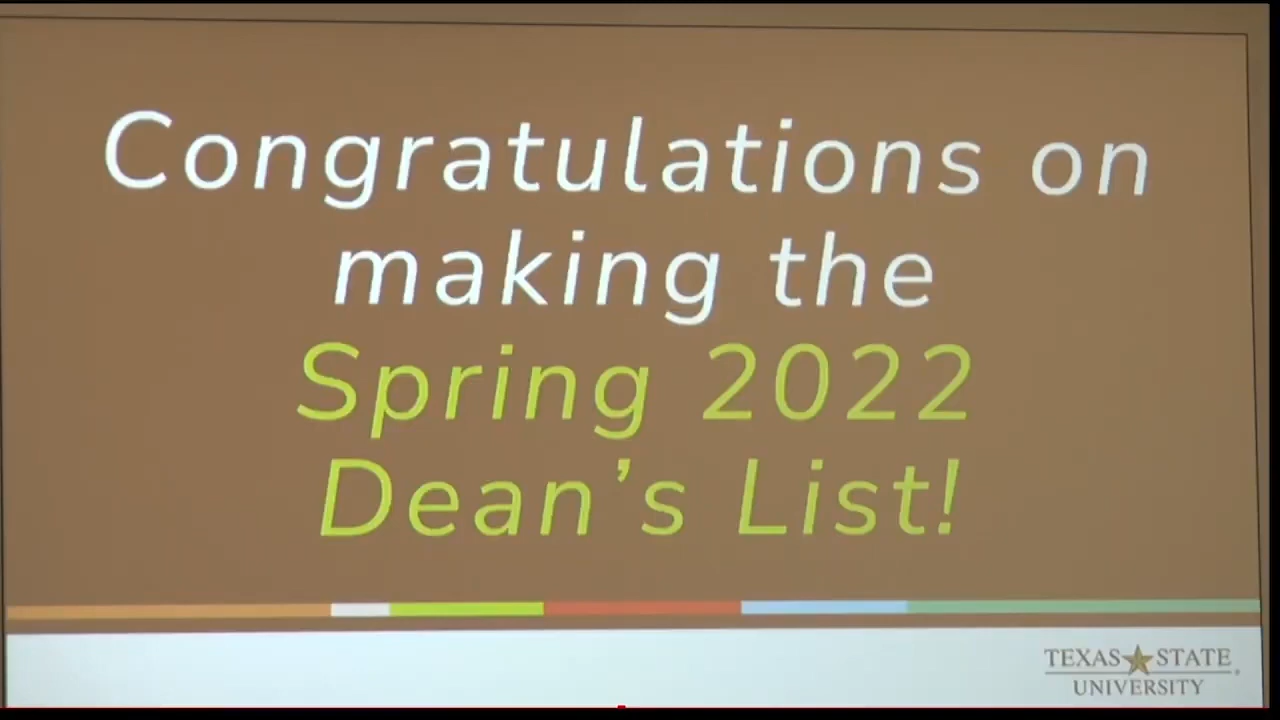 Congratulations on
making the
Spring 2022
Dean’s List!
TEXAS STATE
UNIVERSITY